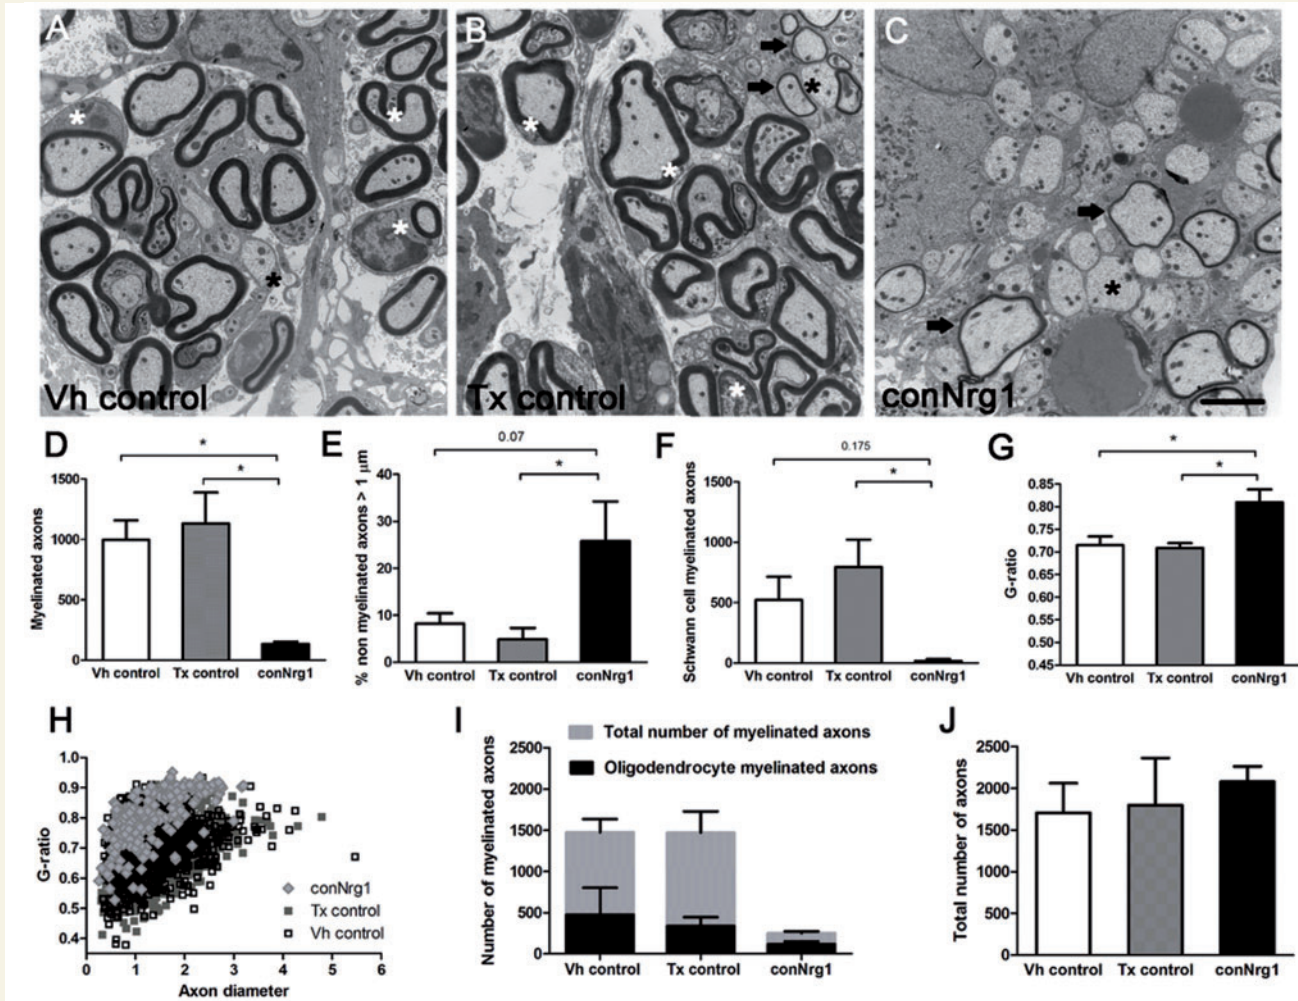 A
B
C
*
*
*
*
*
*
*
*
*
Vh control
Tx control
conNrg1
D
*
*
Myelinated axons
1500
1000
500
0
Vh control Tx control conNrg1
E
0.07
*
% non myelinated axons > 1 µm
40
30
20
10
0
Vh control Tx control conNrg1
F
0.175
*
Schwann cell myelinated axons
1500
1000
500
0
Vh control Tx control conNrg1
G
*
*
G-ratio
0.85
0.80
0.75
0.70
0.65
0.60
0.55
0.50
0.45
Vh control Tx control conNrg1
H
G-ratio
1.0
0.9
0.8
0.7
0.6
0.5
0.4
conNrg1
Tx control
Vh control
0 1 2 3 4 5 6
Axon diameter
I
Total number of myelinated axons
Oligodendrocyte myelinated axons
Number of myelinated axons
2500
2000
1500
1000
500
0
Vh control Tx control conNrg1
J
Total number of axons
2500
2000
1500
1000
500
0
Vh control Tx control conNrg1